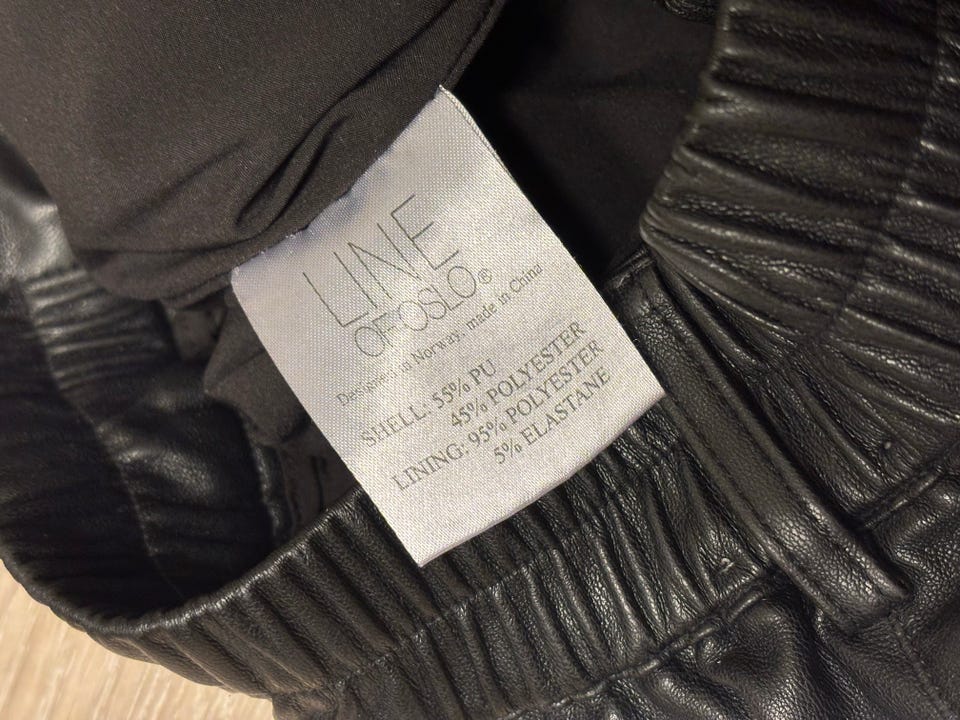 LINE
OF OSLO®
Designed in Norway, made in China
SHELL: 55% PU
45% POLYESTER
LINING: 95% POLYESTER
5% ELASTANE